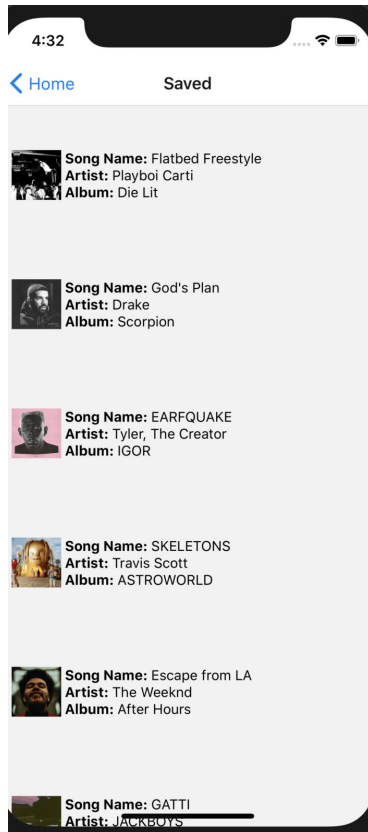 4:32
Home
Saved
Song Name: Flatbed Freestyle
Artist: Playboi Carti
Album: Die Lit
Song Name: God's Plan
Artist: Drake
Album: Scorpion
Song Name: EARFQUAKE
Artist: Tyler, The Creator
Album: IGOR
Song Name: SKELETONS
Artist: Travis Scott
Album: ASTROWORLD
Song Name: Escape from LA
Artist: The Weeknd
Album: After Hours
Song Name: GATTI
Artist: JACKBOYS